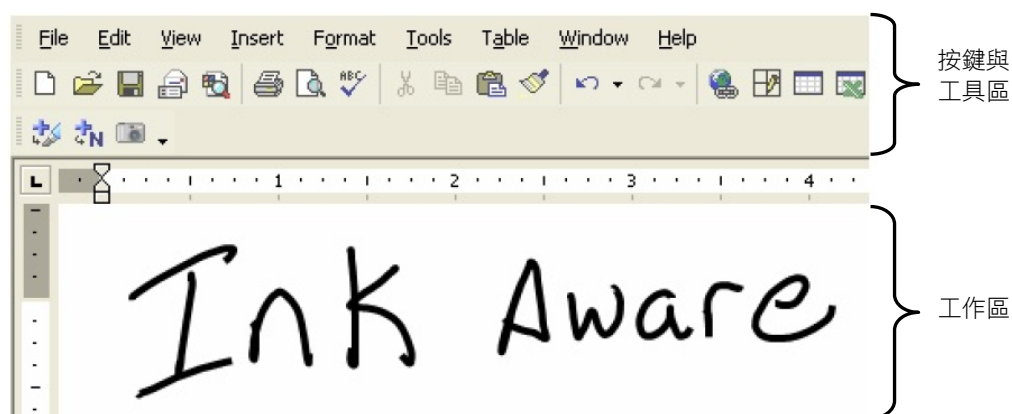 File Edit View Insert Format Tools Table Window Help
按鍵與
工具區
ABC
N
L
1 2 3 4
Ink Aware
工作區